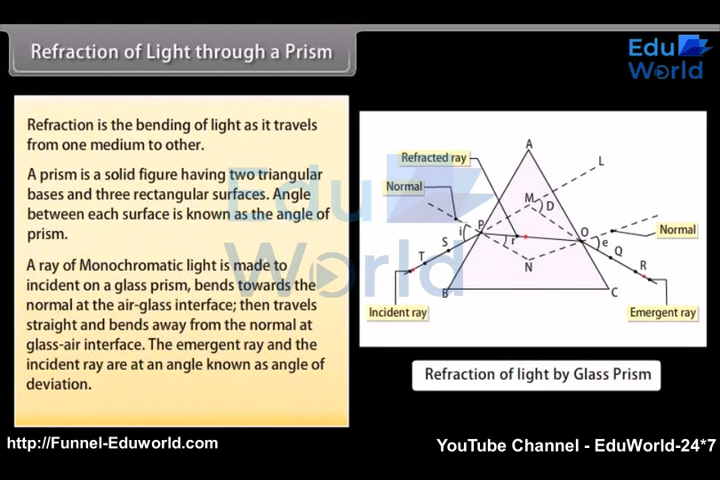 Refraction of Light through a Prism
Edu
World
Refraction is the bending of light as it travels
from one medium to other.
A prism is a solid figure having two triangular
bases and three rectangular surfaces. Angle
between each surface is known as the angle of
prism.
A ray of Monochromatic light is made to
incident on a glass prism, bends towards the
normal at the air-glass interface; then travels
straight and bends away from the normal at
glass-air interface. The emergent ray and the
incident ray are at an angle known as angle of
deviation.
Edu
World
A
Refracted ray
L
Normal
M
D
P
i
r
O
e
Normal
S
T
N
Q
R
B
C
Incident ray
Emergent ray
Refraction of light by Glass Prism
http://Funnel-Eduworld.com
YouTube Channel - EduWorld-24*7